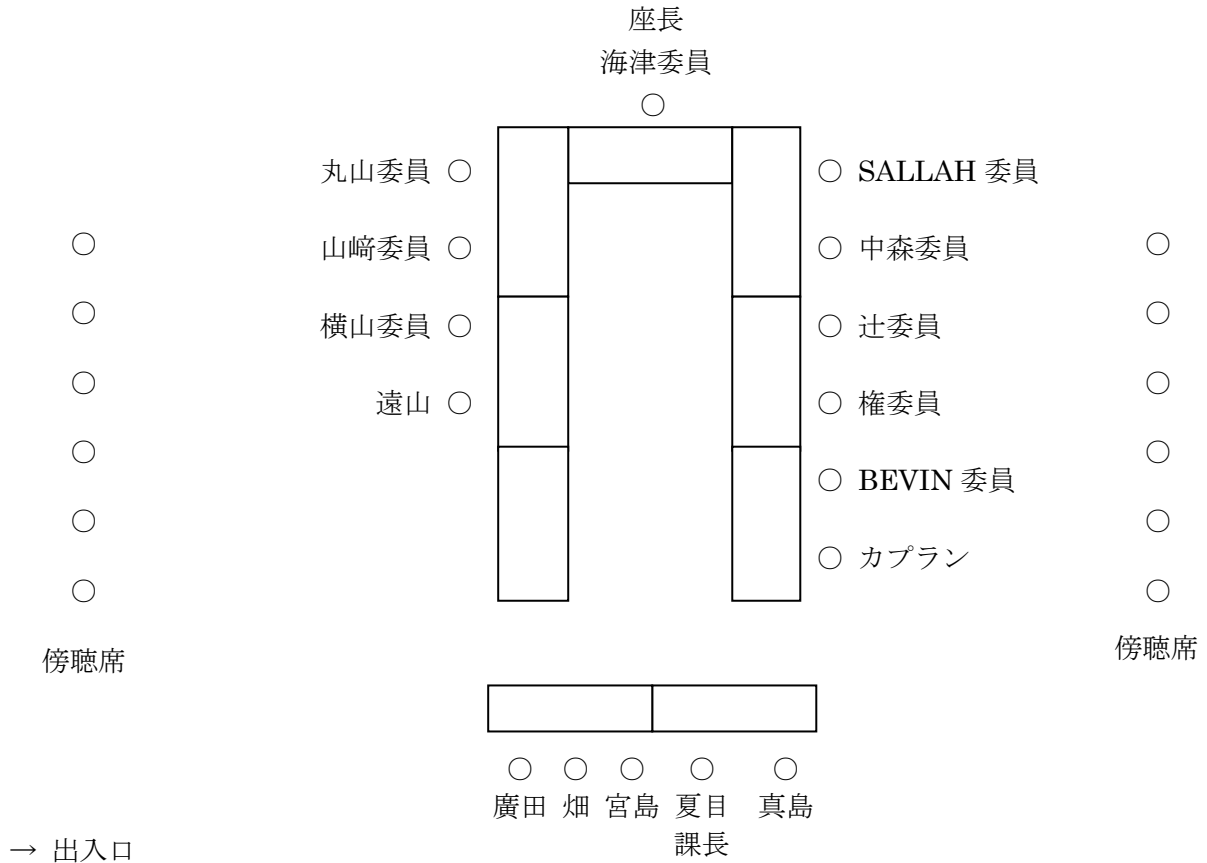 座長
海津委員
○
丸山委員 ○
○ SALLAH 委員
山﨑委員 ○
○ 中森委員
横山委員 ○
○ 辻委員
遠山 ○
○ 権委員
○ BEVIN 委員
○ カプラン
○
○
○
○
○
○
傍聴席
○
○
○
○
○
○
傍聴席
○ ○ ○ ○ ○
廣田 畑 宮島 夏目 真島
課長
→ 出入口